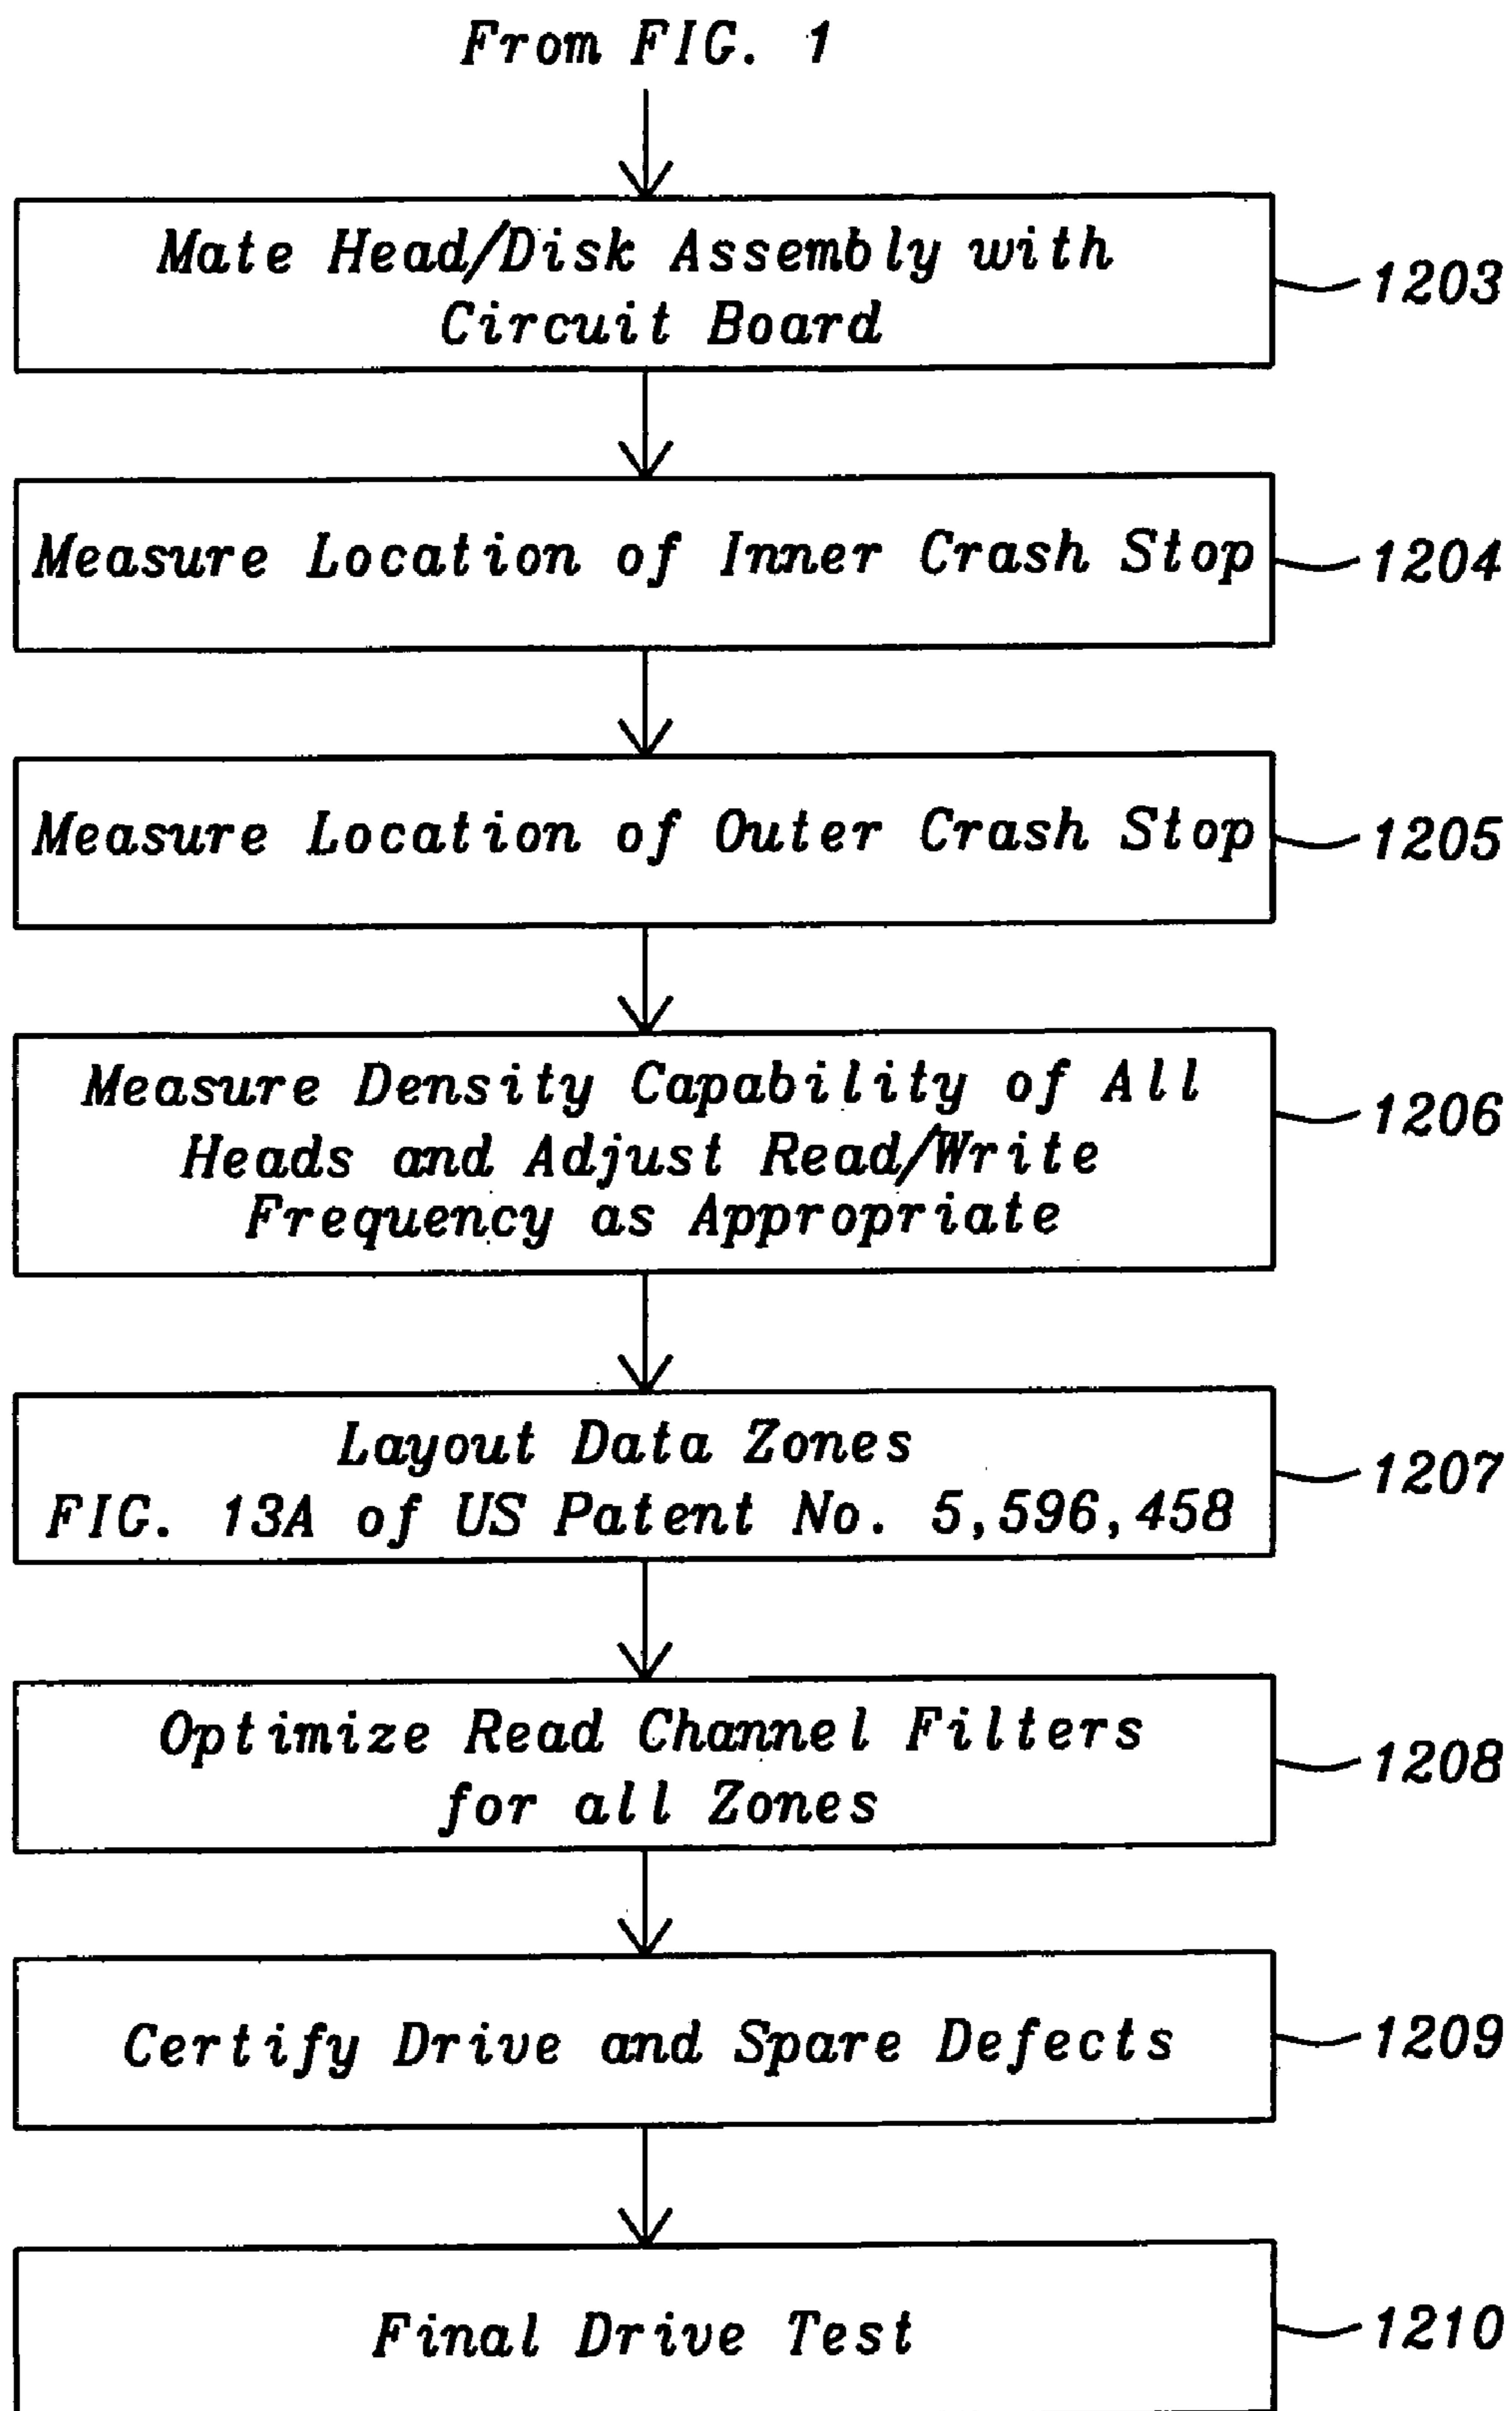 From FIG. 1
Mate Head/Disk Assembly with
Circuit Board
1203
Measure Location of Inner Crash Stop
1204
Measure Location of Outer Crash Stop
1205
Measure Density Capability of All
Heads and Adjust Read/Write
Frequency as Appropriate
1206
Layout Data Zones
FIG. 13A of US Patent No. 5,596,458
1207
Optimize Read Channel Filters
for all Zones
1208
Certify Drive and Spare Defects
1209
Final Drive Test
1210